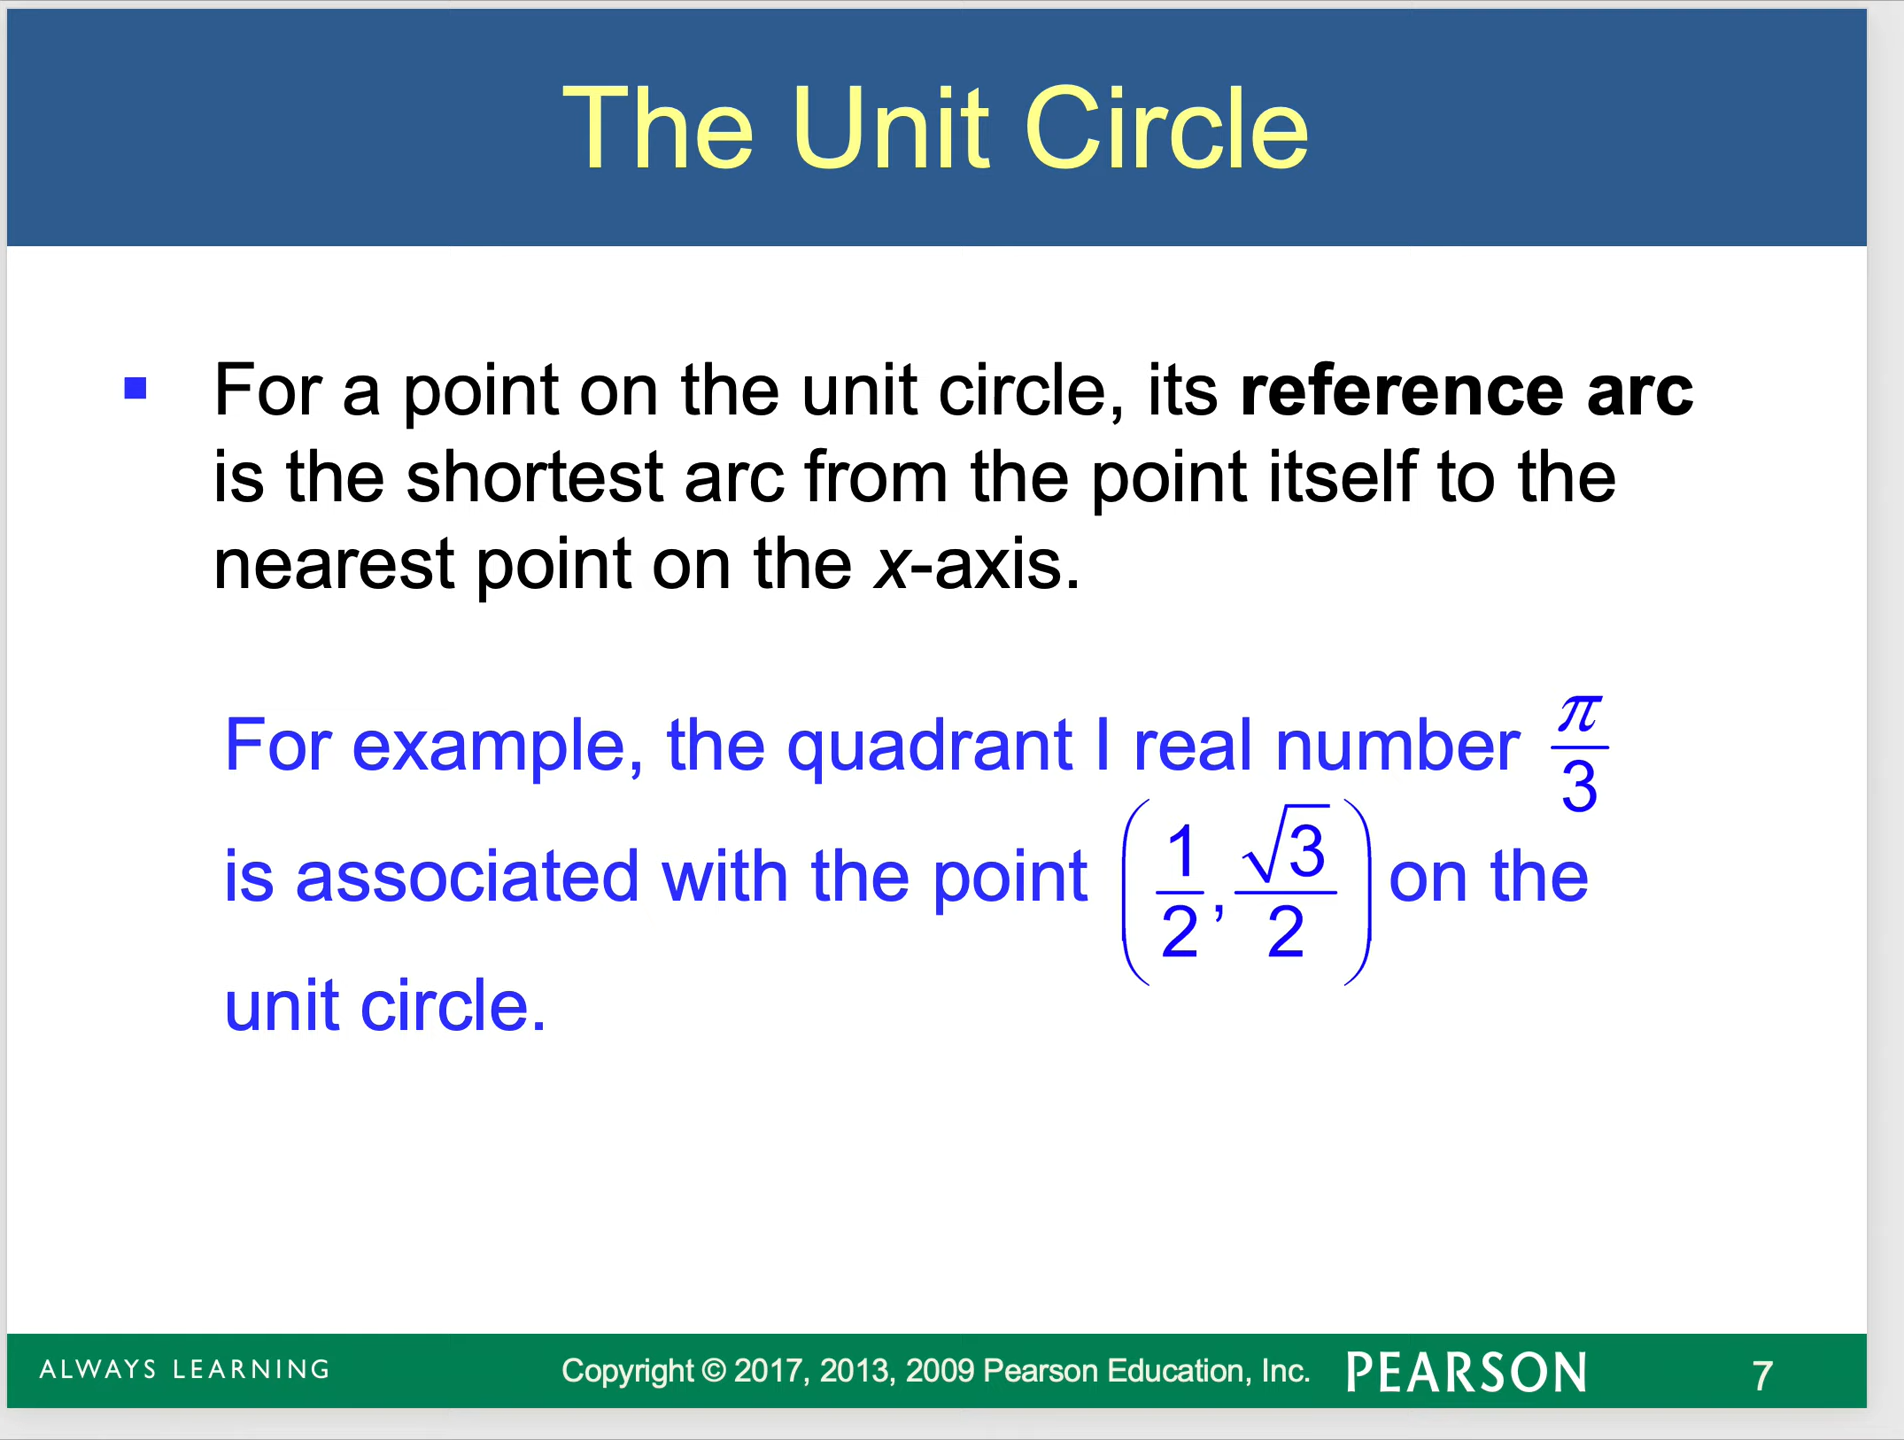 The Unit Circle
▪ For a point on the unit circle, its reference arc
is the shortest arc from the point itself to the
nearest point on the x-axis.
For example, the quadrant I real number π/3
is associated with the point (1/2, √3/2) on the
unit circle.
ALWAYS LEARNING Copyright © 2017, 2013, 2009 Pearson Education, Inc. PEARSON 7